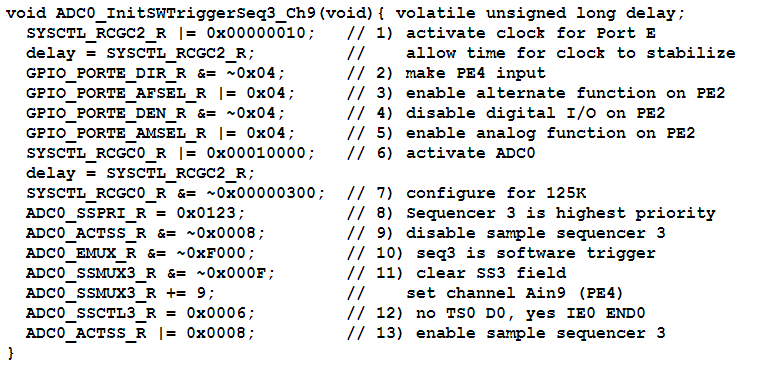 void ADC0_InitSWTriggerSeq3_Ch9(void){ volatile unsigned long delay;
  SYSCTL_RCGC2_R |= 0x00000010;   // 1) activate clock for Port E
  delay = SYSCTL_RCGC2_R;         //    allow time for clock to stabilize
  GPIO_PORTE_DIR_R &= ~0x04;      // 2) make PE4 input
  GPIO_PORTE_AFSEL_R |= 0x04;     // 3) enable alternate function on PE2
  GPIO_PORTE_DEN_R &= ~0x04;      // 4) disable digital I/O on PE2
  GPIO_PORTE_AMSEL_R |= 0x04;     // 5) enable analog function on PE2
  SYSCTL_RCGC0_R |= 0x00010000;   // 6) activate ADC0
  delay = SYSCTL_RCGC2_R;
  SYSCTL_RCGC0_R &= ~0x00000300;  // 7) configure for 125K
  ADC0_SSPRI_R = 0x0123;          // 8) Sequencer 3 is highest priority
  ADC0_ACTSS_R &= ~0x0008;        // 9) disable sample sequencer 3
  ADC0_EMUX_R &= ~0xF000;         // 10) seq3 is software trigger
  ADC0_SSMUX3_R &= ~0x000F;       // 11) clear SS3 field
  ADC0_SSMUX3_R += 9;             //    set channel Ain9 (PE4)
  ADC0_SSCTL3_R = 0x0006;         // 12) no TS0 D0, yes IE0 END0
  ADC0_ACTSS_R |= 0x0008;         // 13) enable sample sequencer 3
}